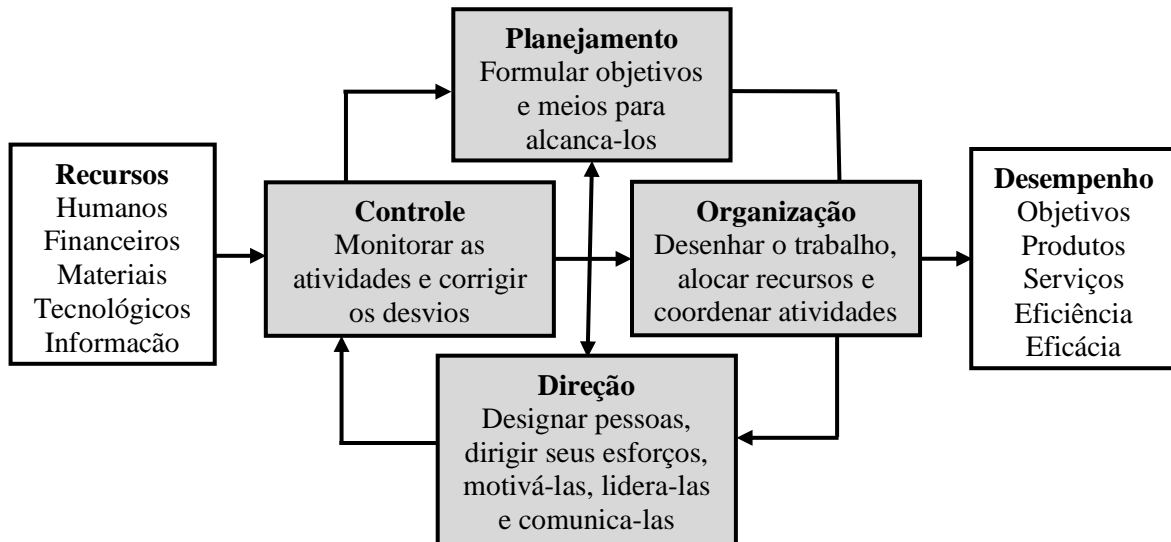 Planejamento
Formular objetivos
e meios para
alcanca-los
Recursos
Humanos
Financeiros
Materiais
Tecnológicos
Informacão
Controle
Monitorar as
atividades e corrigir
os desvios
Organização
Desenhar o trabalho,
alocar recursos e
coordenar atividades
Desempenho
Objetivos
Produtos
Serviços
Eficiência
Eficácia
Direção
Designar pessoas,
dirigir seus esforços,
motivá-las, lidera-las
e comunica-las